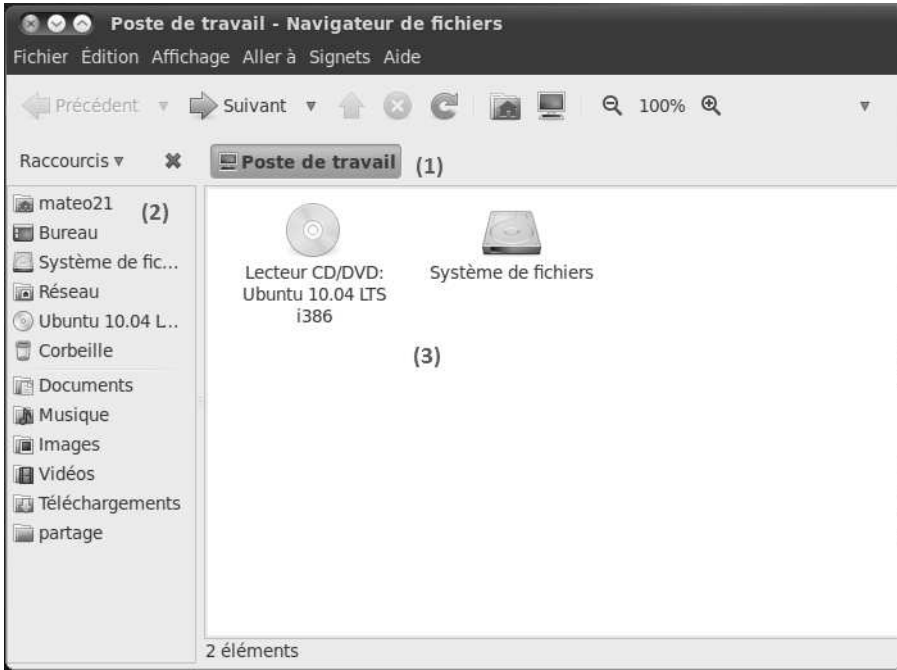 Poste de travail - Navigateur de fichiers
Fichier Édition Affichage Aller à Signets Aide
Précédent Suivant 100%
Raccourcis
Poste de travail (1)
mateo21 (2)
Bureau
Système de fic...
Réseau
Ubuntu 10.04 L...
Corbeille
Documents
Musique
Images
Vidéos
Téléchargements
partage
Lecteur CD/DVD:
Ubuntu 10.04 LTS
i386
Système de fichiers
(3)
2 éléments